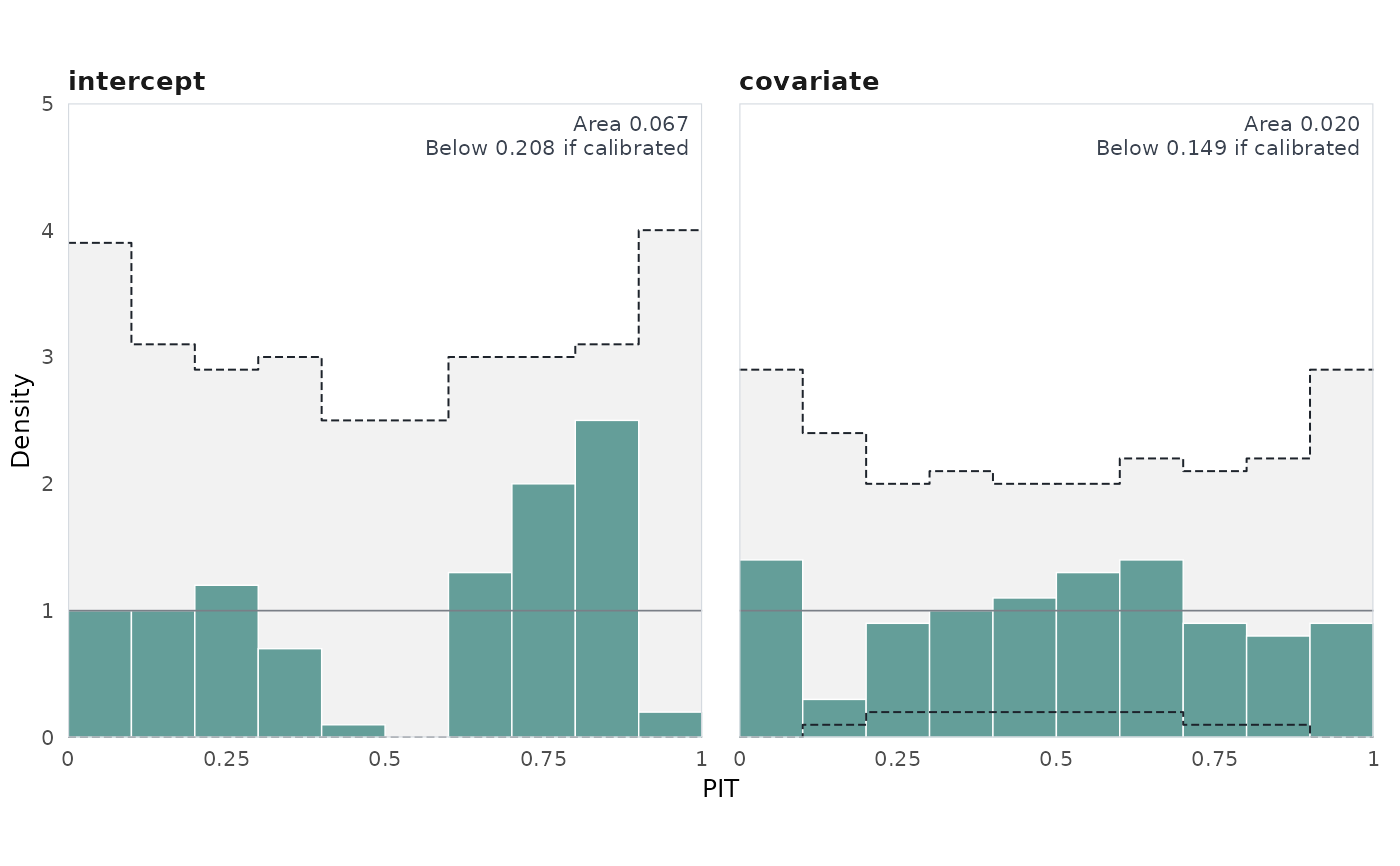 intercept
covariate
Area 0.067
Below 0.208 if calibrated
Area 0.020
Below 0.149 if calibrated
5
4
3
2
1
0
Density
0 0.25 0.5 0.75 1
0 0.25 0.5 0.75 1
PIT